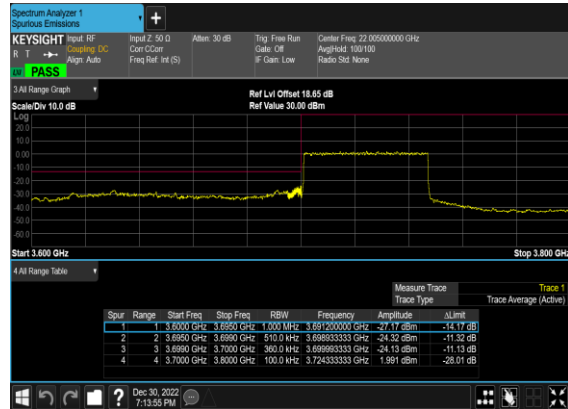 Spectrum Analyzer 1
Spurious Emissions
+
KEYSIGHT Input: RF Input Z: 50 Ω Atten: 30 dB Trig: Free Run Center Freq: 22.005000000 GHz
R T Coupling: DC Corr CCorr Gate: Off Avg|Hold: 100/100
Align: Auto Freq Ref: Int (S) IF Gain: Low Radio Std: None
PASS
3 All Range Graph
Ref Lvl Offset 18.65 dB
Scale/Div 10.0 dB Ref Value 30.00 dBm
Log
20.0
10.0
0.00
-10.0
-20.0
-30.0
-40.0
-50.0
-60.0
Start 3.600 GHz Stop 3.800 GHz
4 All Range Table
Measure Trace Trace 1
Trace Type Trace Average (Active)
Spur Range Start Freq Stop Freq RBW Frequency Amplitude ΔLimit
1 1 3.6000 GHz 3.6950 GHz 1.000 MHz 3.691200000 GHz -27.17 dBm -14.17 dB
2 2 3.6950 GHz 3.6990 GHz 510.0 kHz 3.698933333 GHz -24.32 dBm -11.32 dB
3 3 3.6990 GHz 3.7000 GHz 360.0 kHz 3.699993333 GHz -24.13 dBm -11.13 dB
4 4 3.7000 GHz 3.8000 GHz 100.0 kHz 3.724333333 GHz 1.991 dBm -28.01 dB
? Dec 30, 2022
7:13:55 PM